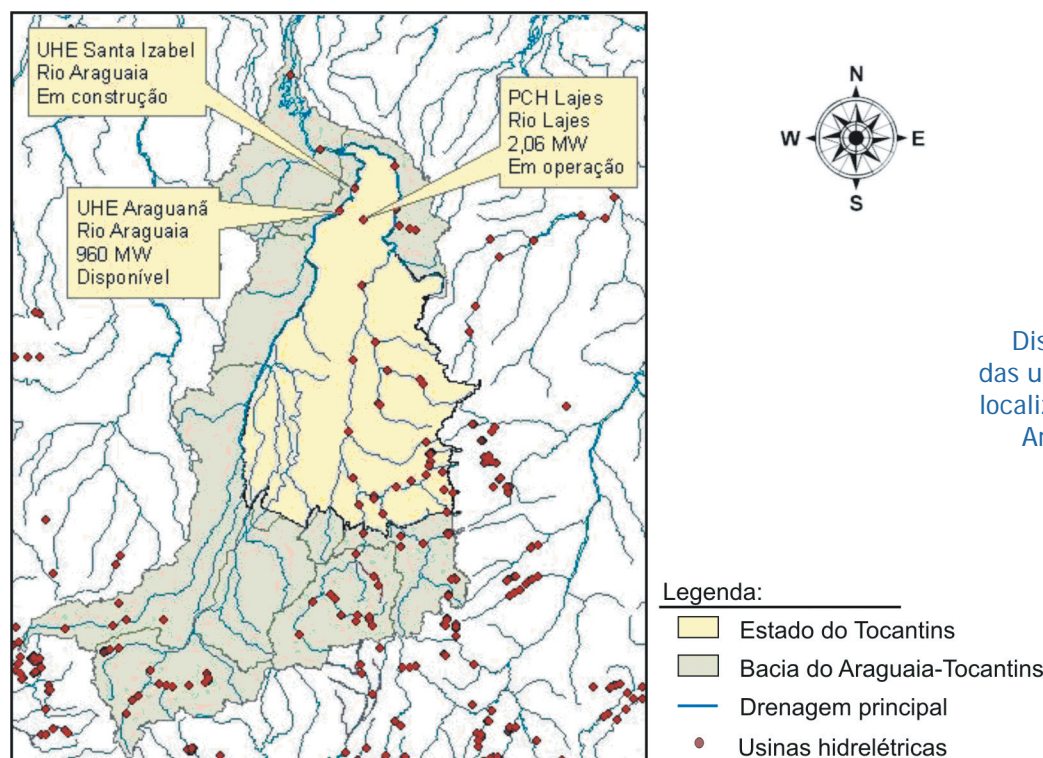 UHE Santa Izabel
Rio Araguaia
Em construção
PCH Lajes
Rio Lajes
2,06 MW
Em operação
UHE Araguanã
Rio Araguaia
960 MW
Disponível
N
W
E
S
Dis
das u
localiz
Ar
Legenda:
Estado do Tocantins
Bacia do Araguaia-Tocantins
Drenagem principal
Usinas hidrelétricas